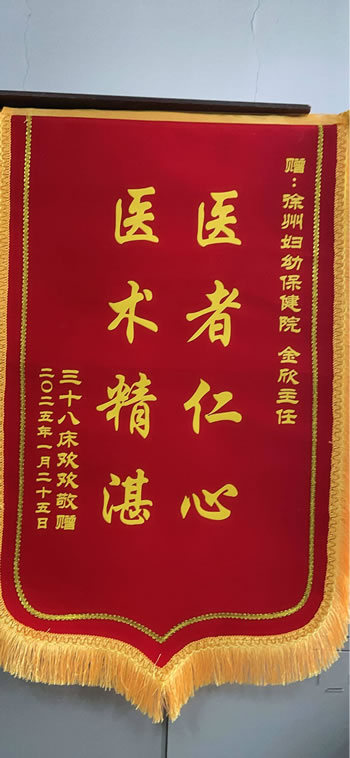 赠：徐州妇幼保健院 金欣主任
医者仁心
医术精湛
三十八床欢欢敬赠
二〇二五年一月二十五日